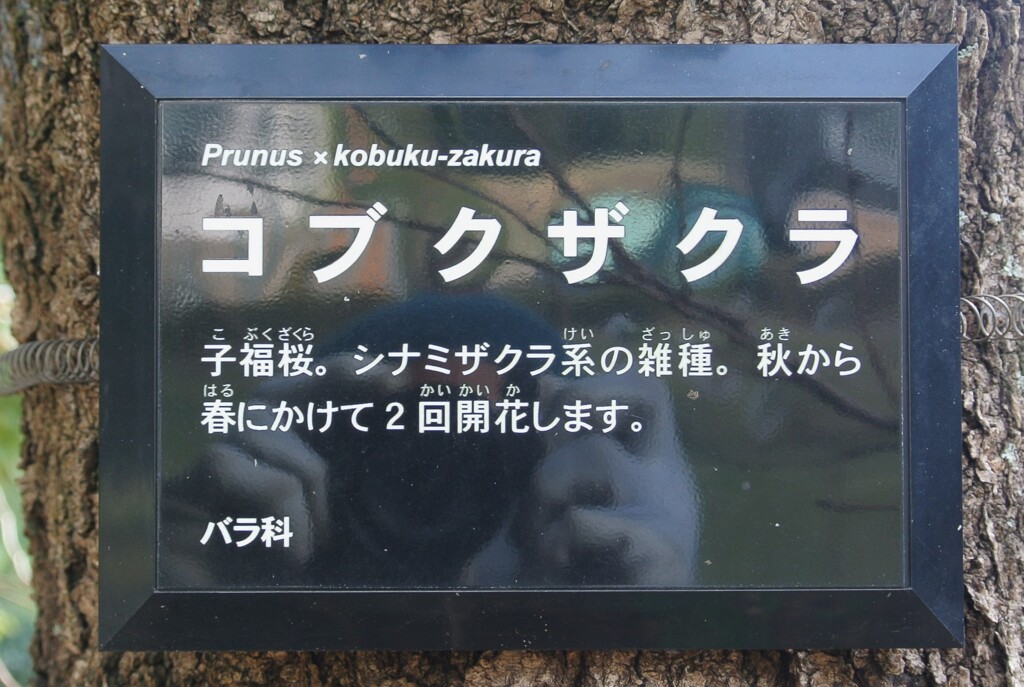 Prunus × kobuku-zakura
コブクザクラ
こ ぶくざくら けい ざっしゅ あき
子福桜。シナミザクラ系の雑種。秋から
はる かいかいか
春にかけて2回開花します。
バラ科